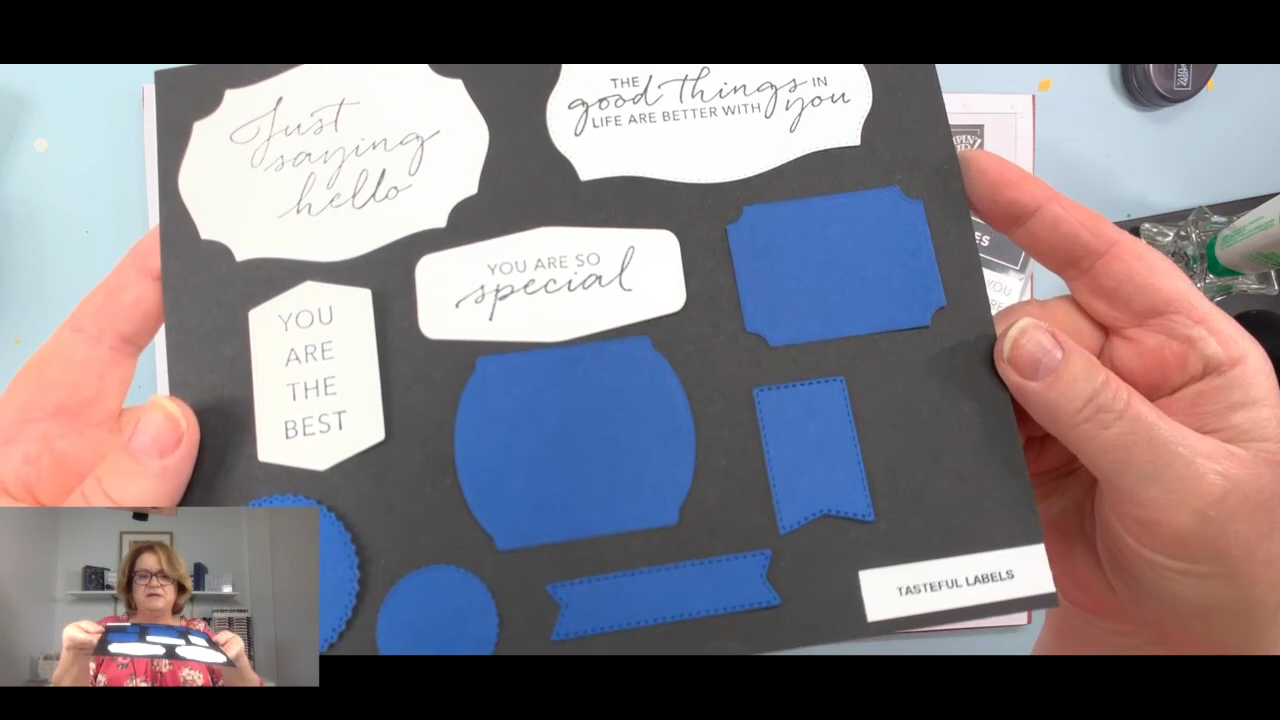 Just
saying
hello
THE
good things IN
LIFE ARE BETTER WITH you
YOU ARE SO
special
YOU
ARE
THE
BEST
TASTEFUL LABELS
YOU